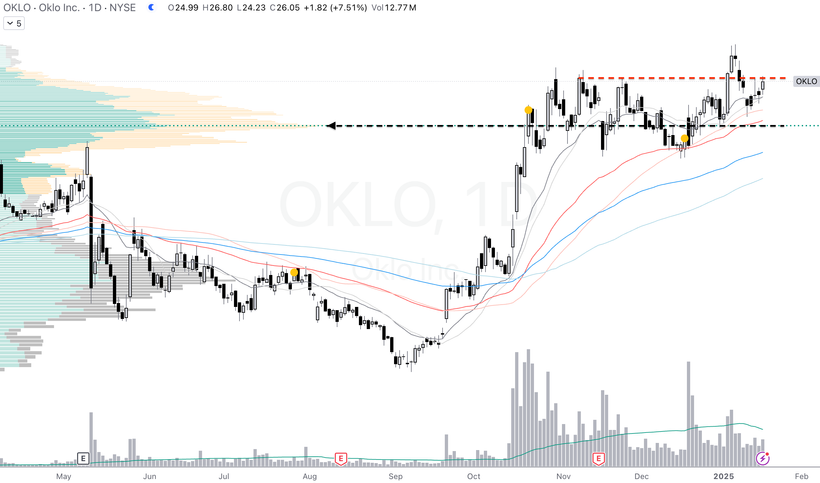 OKLO · Oklo Inc. · 1D · NYSE O24.99 H26.80 L24.23 C26.05 +1.82 (+7.51%) Vol12.77M
5
OKLO
OKLO, 1D
Oklo Inc.
E E E
May Jun Jul Aug Sep Oct Nov Dec 2025 Feb